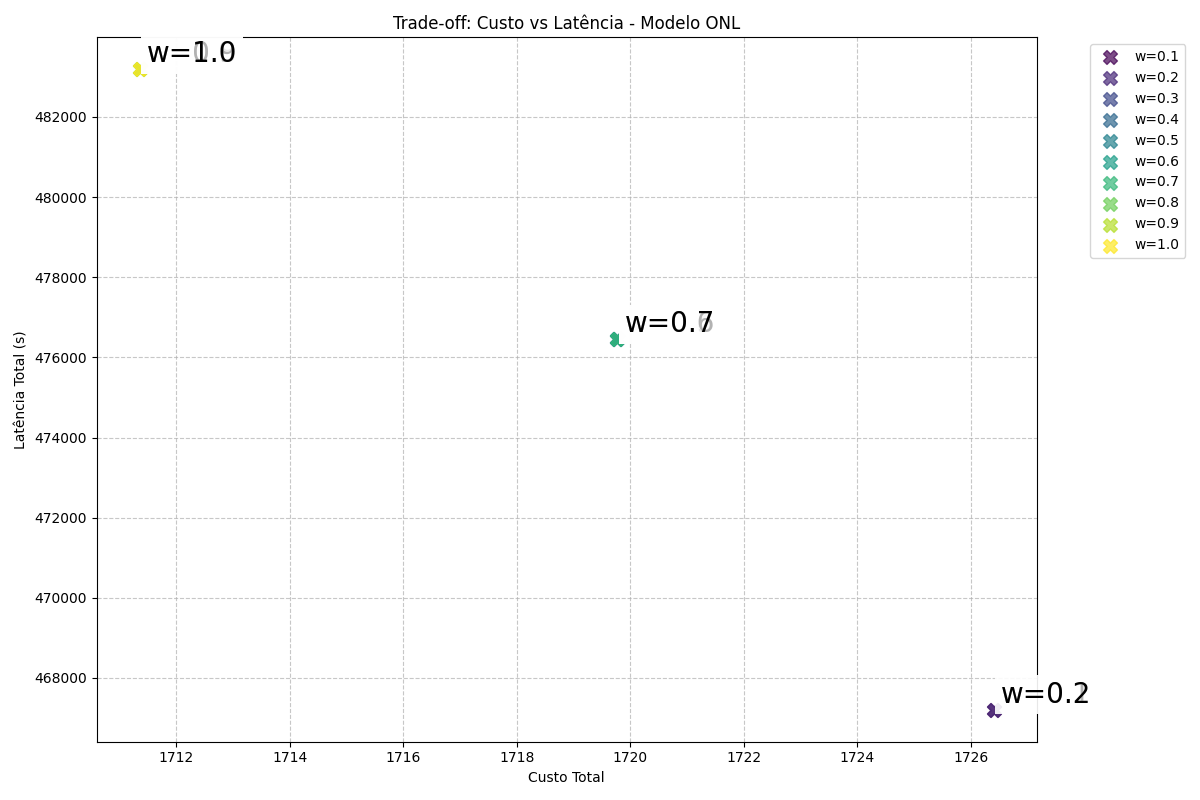 Trade-off: Custo vs Latência - Modelo ONL
w=1.0
w=0.7
w=0.2
482000
480000
478000
476000
474000
472000
470000
468000
Latência Total (s)
1712 1714 1716 1718 1720 1722 1724 1726
Custo Total
w=0.1
w=0.2
w=0.3
w=0.4
w=0.5
w=0.6
w=0.7
w=0.8
w=0.9
w=1.0